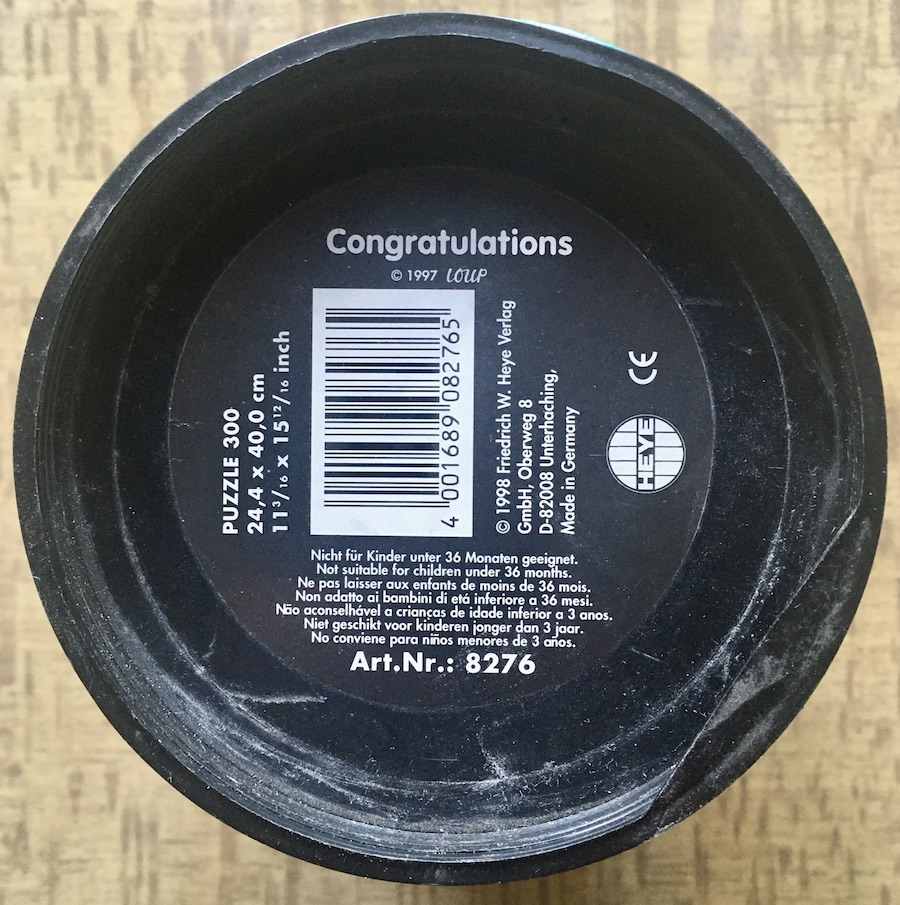 Congratulations
© 1997 LOUP
PUZZLE 300
24,4 x 40,0 cm
11 3/16 x 15 12/16 inch
4 001689 082765
© 1998 Friedrich W. Heye Verlag
GmbH, Oberweg 8
D-82008 Unterhaching,
Made in Germany
CE
HEYE
Nicht für Kinder unter 36 Monaten geeignet.
Not suitable for children under 36 months.
Ne pas laisser aux enfants de moins de 36 mois.
Non adatto ai bambini di etá inferiore a 36 mesi.
Não aconselhável a crianças de idade inferior a 3 anos.
Niet geschikt voor kinderen jonger dan 3 jaar.
No conviene para niños menores de 3 años.
Art.Nr.: 8276